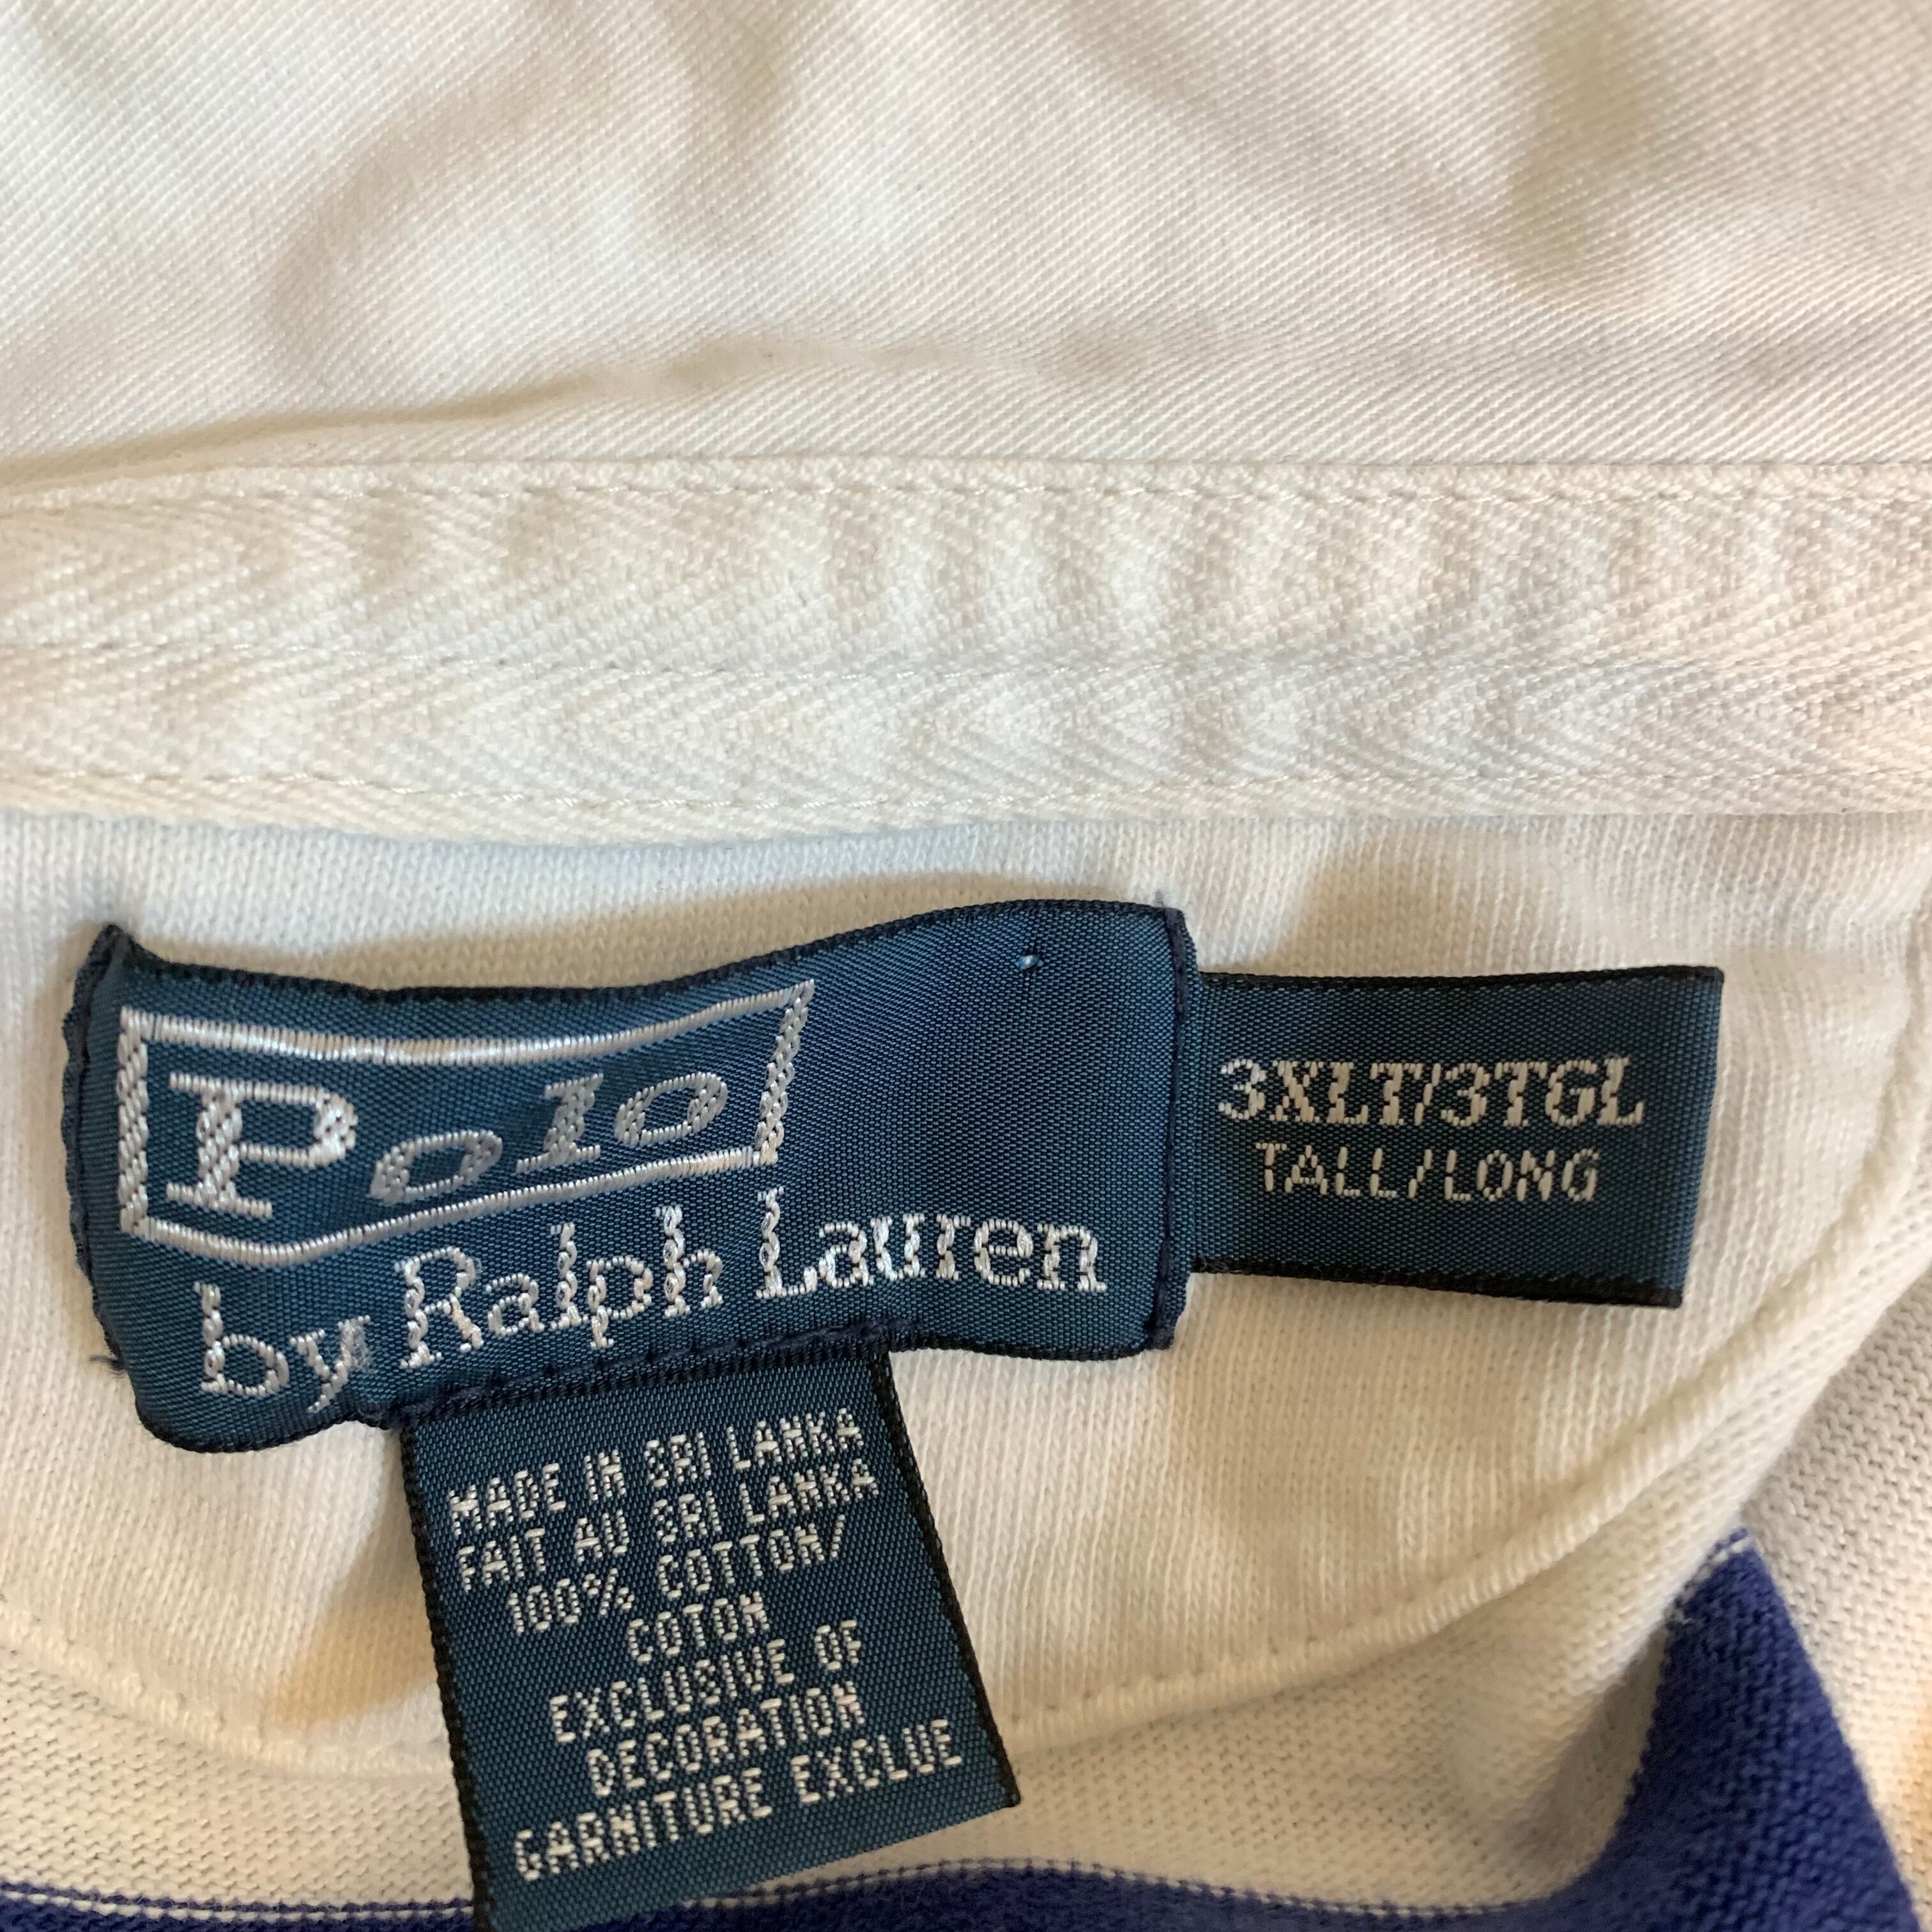 Polo
by Ralph Lauren
3XLT/3TGL
TALL/LONG
MADE IN SRI LANKA
FAIT AU SRI LANKA
100% COTTON/
COTON
EXCLUSIVE OF
DECORATION
GARNITURE EXCLUE